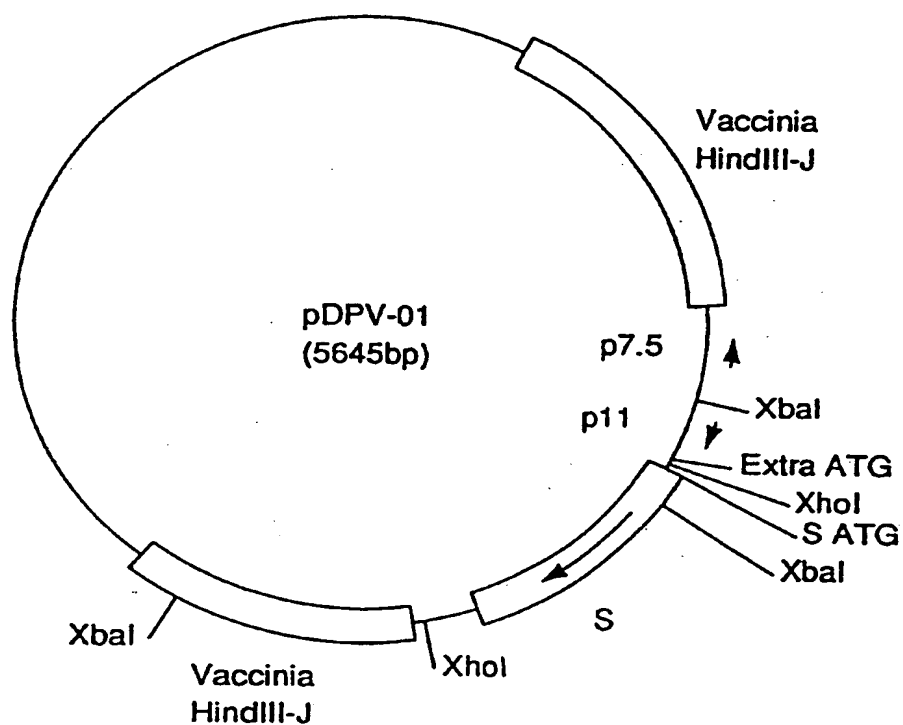 Vaccinia
HindIII-J
pDPV-01
(5645bp)
p7.5
XbaI
p11
Extra ATG
XhoI
S ATG
XbaI
S
XbaI
XhoI
Vaccinia
HindIII-J